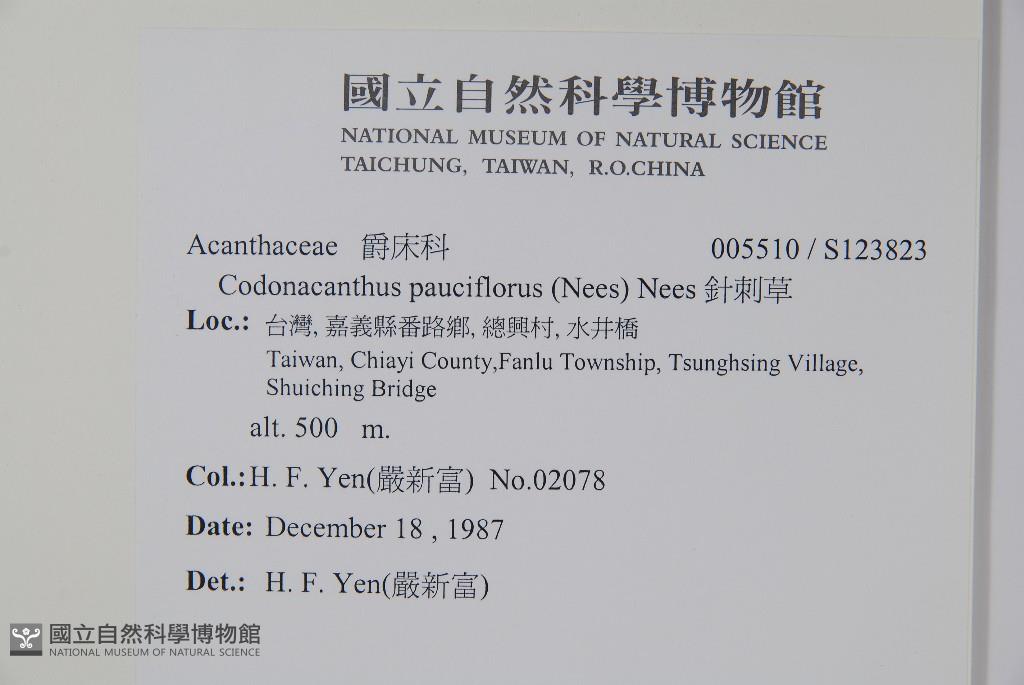 國立自然科學博物館
NATIONAL MUSEUM OF NATURAL SCIENCE
TAICHUNG, TAIWAN, R.O.CHINA
Acanthaceae 爵床科 005510 / S123823
Codonacanthus pauciflorus (Nees) Nees 針刺草
Loc.: 台灣, 嘉義縣番路鄉, 總興村, 水井橋
Taiwan, Chiayi County,Fanlu Township, Tsunghsing Village,
Shuiching Bridge
alt. 500 m.
Col.: H. F. Yen(嚴新富) No.02078
Date: December 18 , 1987
Det.: H. F. Yen(嚴新富)
國立自然科學博物館
NATIONAL MUSEUM OF NATURAL SCIENCE